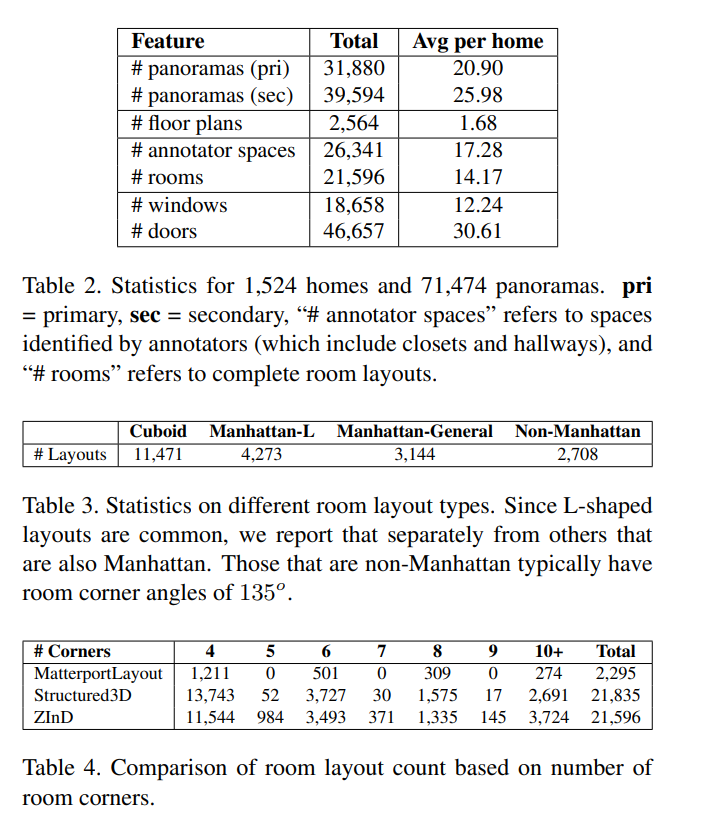 Feature Total Avg per home
# panoramas (pri) 31,880 20.90
# panoramas (sec) 39,594 25.98
# floor plans 2,564 1.68
# annotator spaces 26,341 17.28
# rooms 21,596 14.17
# windows 18,658 12.24
# doors 46,657 30.61
Table 2. Statistics for 1,524 homes and 71,474 panoramas. pri
= primary, sec = secondary, “# annotator spaces” refers to spaces
identified by annotators (which include closets and hallways), and
“# rooms” refers to complete room layouts.
Cuboid Manhattan-L Manhattan-General Non-Manhattan
# Layouts 11,471 4,273 3,144 2,708
Table 3. Statistics on different room layout types. Since L-shaped
layouts are common, we report that separately from others that
are also Manhattan. Those that are non-Manhattan typically have
room corner angles of 135º.
# Corners 4 5 6 7 8 9 10+ Total
MatterportLayout 1,211 0 501 0 309 0 274 2,295
Structured3D 13,743 52 3,727 30 1,575 17 2,691 21,835
ZInD 11,544 984 3,493 371 1,335 145 3,724 21,596
Table 4. Comparison of room layout count based on number of
room corners.